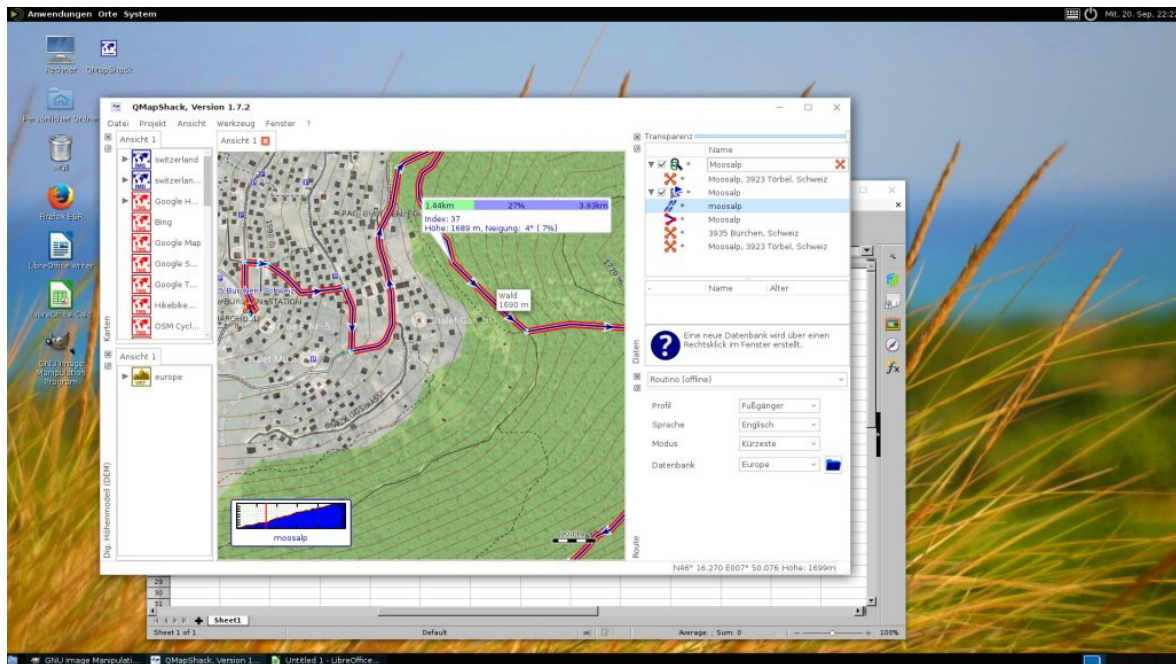 Anwendungen Orte System
Mit. 20. Sep. 22:2
Rechner
QMapShack
Persönlicher Ordner
Müll
Firefox ESR
LibreOffice Writer
LibreOffice Calc
GNU Image
Manipulation
Program
QMapShack, Version 1.7.2
Datei Projekt Ansicht Werkzeug Fenster ?
Ansicht 1
switzerland
switzerlan...
Google H...
Bing
Google Map
Google S...
Google T...
Hikebike...
OSM Cycl...
Karten
Ansicht 1
europe
Dig. Höhenmodell (DEM)
Ansicht 1
1.44km 27% 3.93km
Index: 37
Höhe: 1689 m, Neigung: 4° ( 7%)
Wald
1690 m
1770 m
Bürchen, Schweiz
moosalp
Transparenz
Name
Moosalp
Moosalp, 3923 Törbel, Schweiz
Moosalp
moosalp
Moosalp
3935 Bürchen, Schweiz
Moosalp, 3923 Törbel, Schweiz
- Name Alter
Eine neue Datenbank wird über einen
Rechtsklick im Fenster erstellt.
Daten
Routino (offline)
Profil Fußgänger
Sprache Englisch
Modus Kürzeste
Datenbank Europe
Route
N46° 16.270 E007° 50.076 Höhe: 1699m
29
30
31
Sheet1
Sheet 1 of 1
Default
Average: ; Sum: 0
100%
GNU Image Manipulati...
QMapShack, Version 1...
Untitled 1 - LibreOffice...